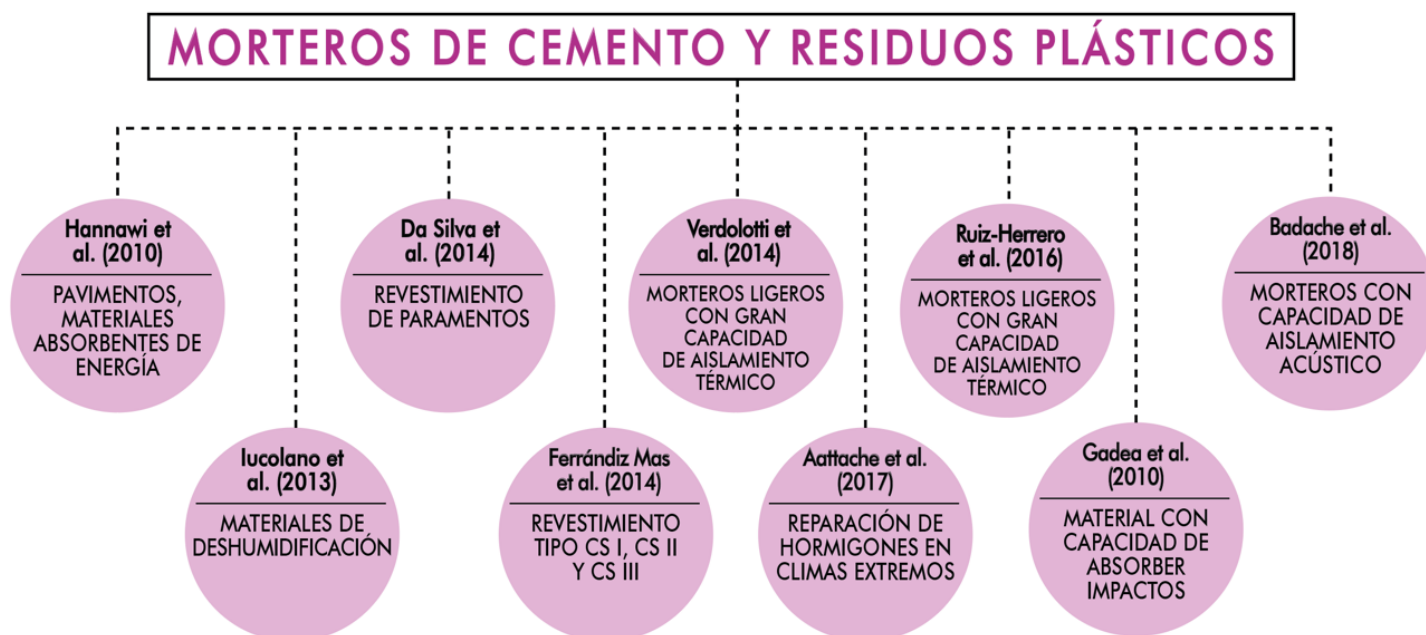 MORTEROS DE CEMENTO Y RESIDUOS PLÁSTICOS
Hannawi et
al. (2010)
PAVIMENTOS,
MATERIALES
ABSORBENTES DE
ENERGÍA
Da Silva et
al. (2014)
REVESTIMIENTO
DE PARAMENTOS
Verdolotti et
al. (2014)
MORTEROS LIGEROS
CON GRAN
CAPACIDAD
DE AISLAMIENTO
TÉRMICO
Ruiz-Herrero
et al. (2016)
MORTEROS LIGEROS
CON GRAN
CAPACIDAD
DE AISLAMIENTO
TÉRMICO
Badache et al.
(2018)
MORTEROS CON
CAPACIDAD DE
AISLAMIENTO
ACÚSTICO
Iucolano et
al. (2013)
MATERIALES DE
DESHUMIDIFICACIÓN
Ferrándiz Mas
et al. (2014)
REVESTIMIENTO
TIPO CS I, CS II
Y CS III
Aattache et al.
(2017)
REPARACIÓN DE
HORMIGONES EN
CLIMAS EXTREMOS
Gadea et al.
(2010)
MATERIAL CON
CAPACIDAD DE
ABSORBER
IMPACTOS